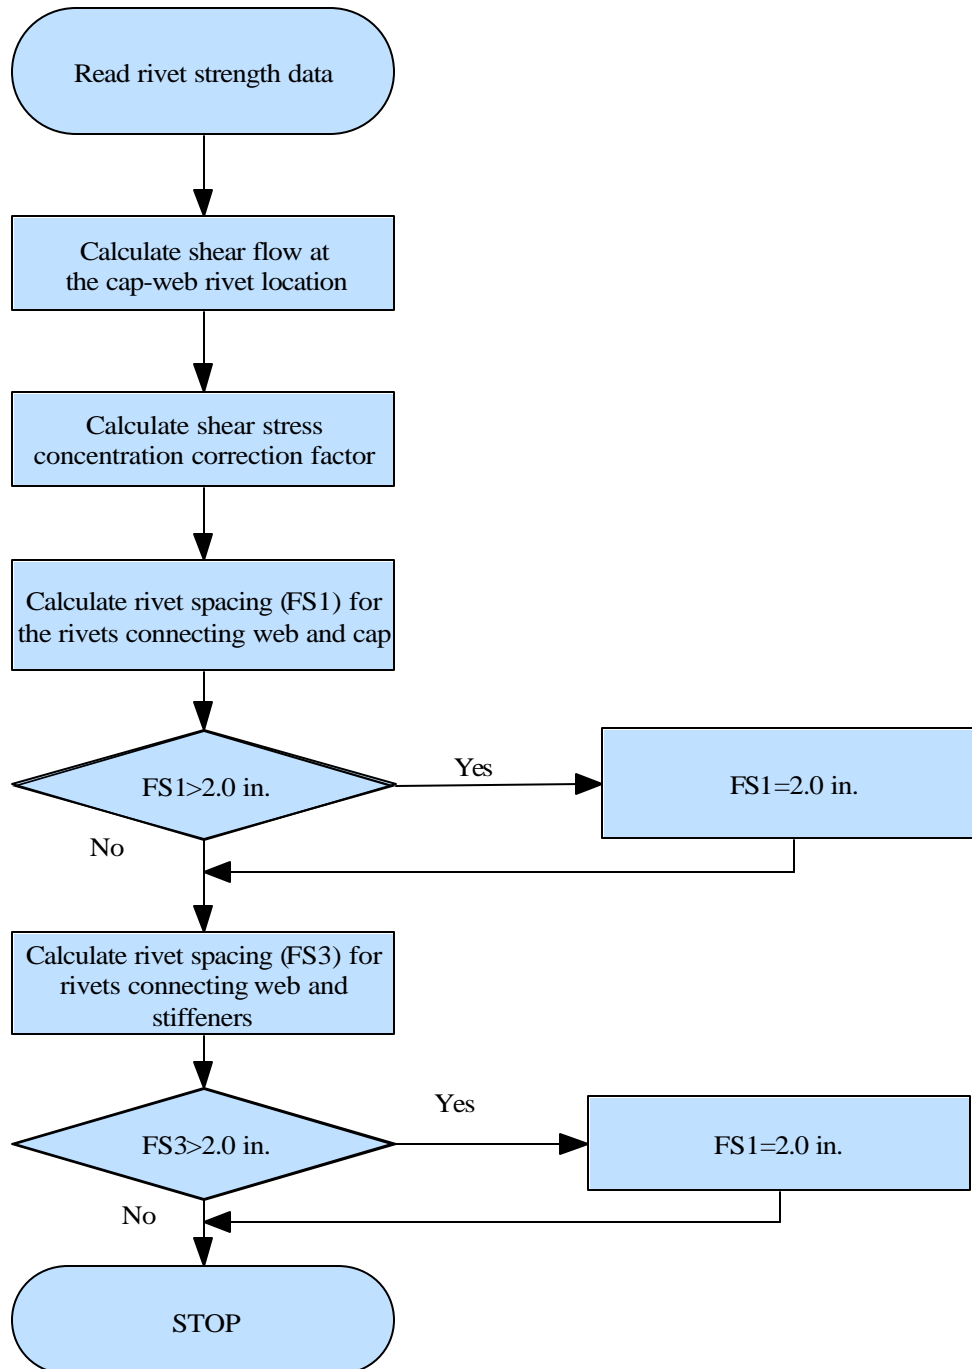 Read rivet strength data
Calculate shear flow at
the cap-web rivet location
Calculate shear stress
concentration correction factor
Calculate rivet spacing (FS1) for
the rivets connecting web and cap
FS1>2.0 in.
Yes
FS1=2.0 in.
No
Calculate rivet spacing (FS3) for
rivets connecting web and
stiffeners
FS3>2.0 in.
Yes
FS1=2.0 in.
No
STOP